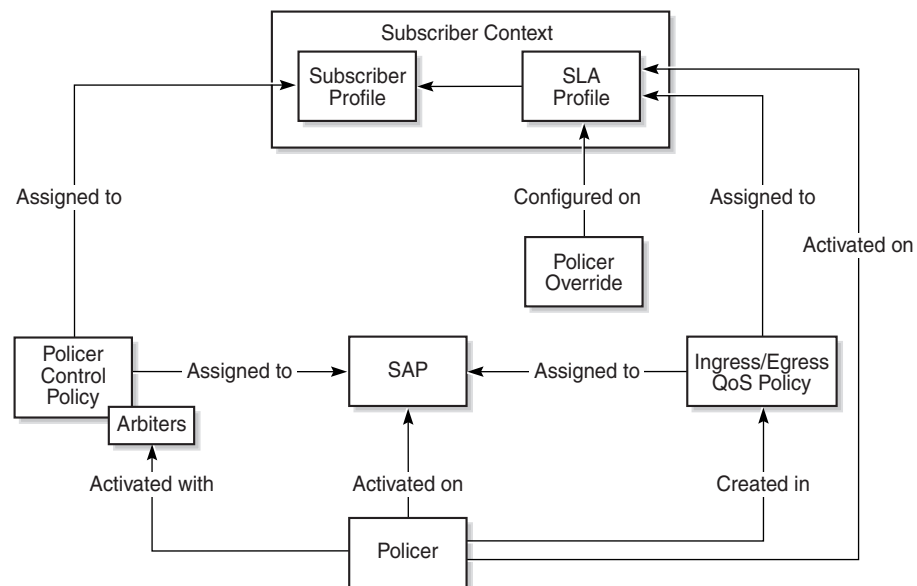 Subscriber Context
Subscriber
Profile
SLA
Profile
Assigned to
Configured on
Assigned to
Activated on
Policer
Override
Policer
Control
Policy
Assigned to
SAP
Assigned to
Ingress/Egress
QoS Policy
Arbiters
Activated with
Activated on
Created in
Policer